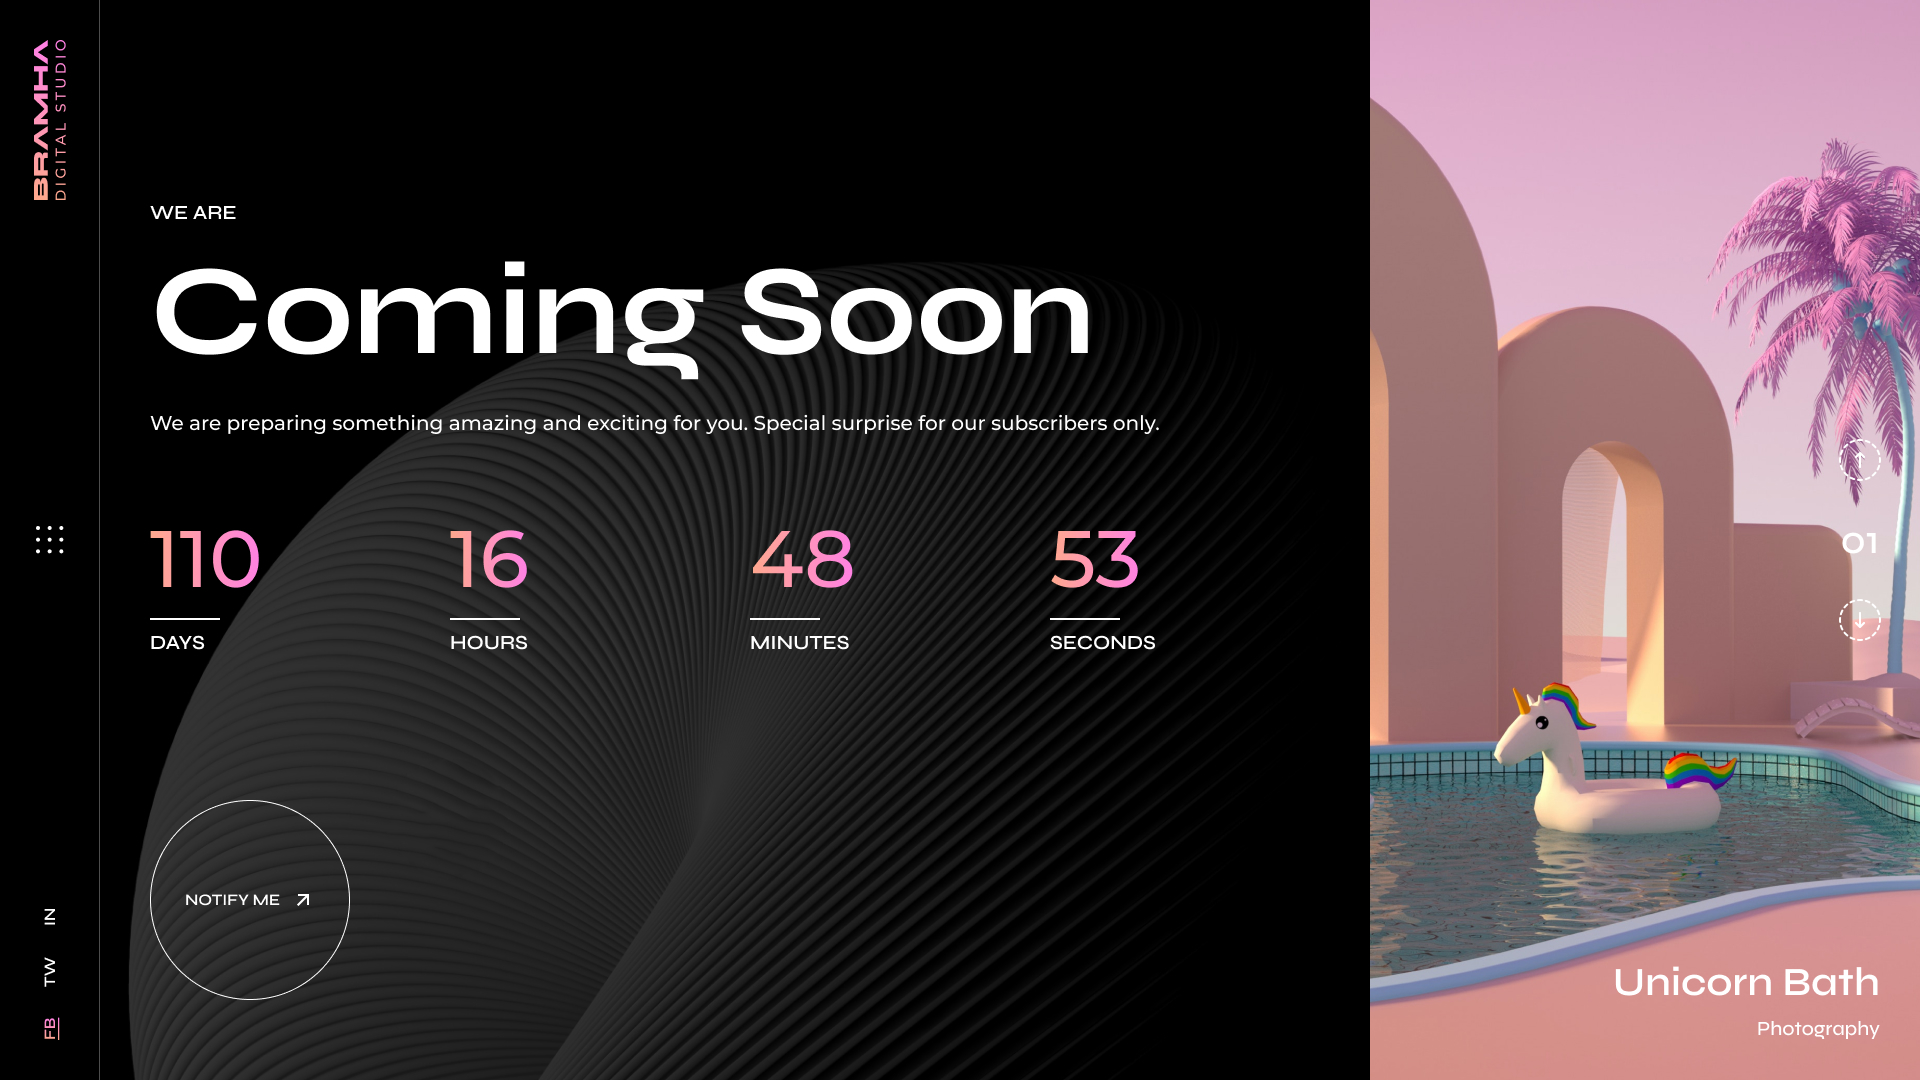 BRAMHA
DIGITAL STUDIO
WE ARE
Coming Soon
We are preparing something amazing and exciting for you. Special surprise for our subscribers only.
110 16 48 53
DAYS HOURS MINUTES SECONDS
NOTIFY ME
IN
TW
FB
01
Unicorn Bath
Photography